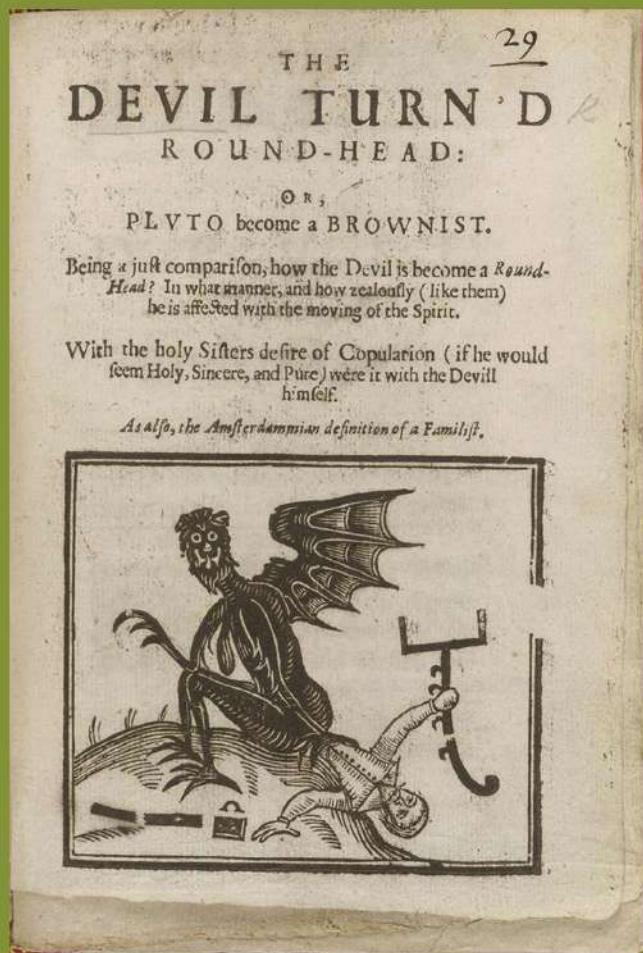 29
THE
DEVIL TURN'D
ROUND-HEAD:
OR,
PLVTO become a BROWNIST.
Being a juſt compariſon, how the Devil is become a Round-
Head? In what manner, and how zealouſly (like them)
he is affected with the moving of the Spirit.
With the holy Siſters deſire of Copulation (if he would
ſeem Holy, Sincere, and Pure) were it with the Devill
himſelf.
As alſo, the Amſterdammian definition of a Familiſt.